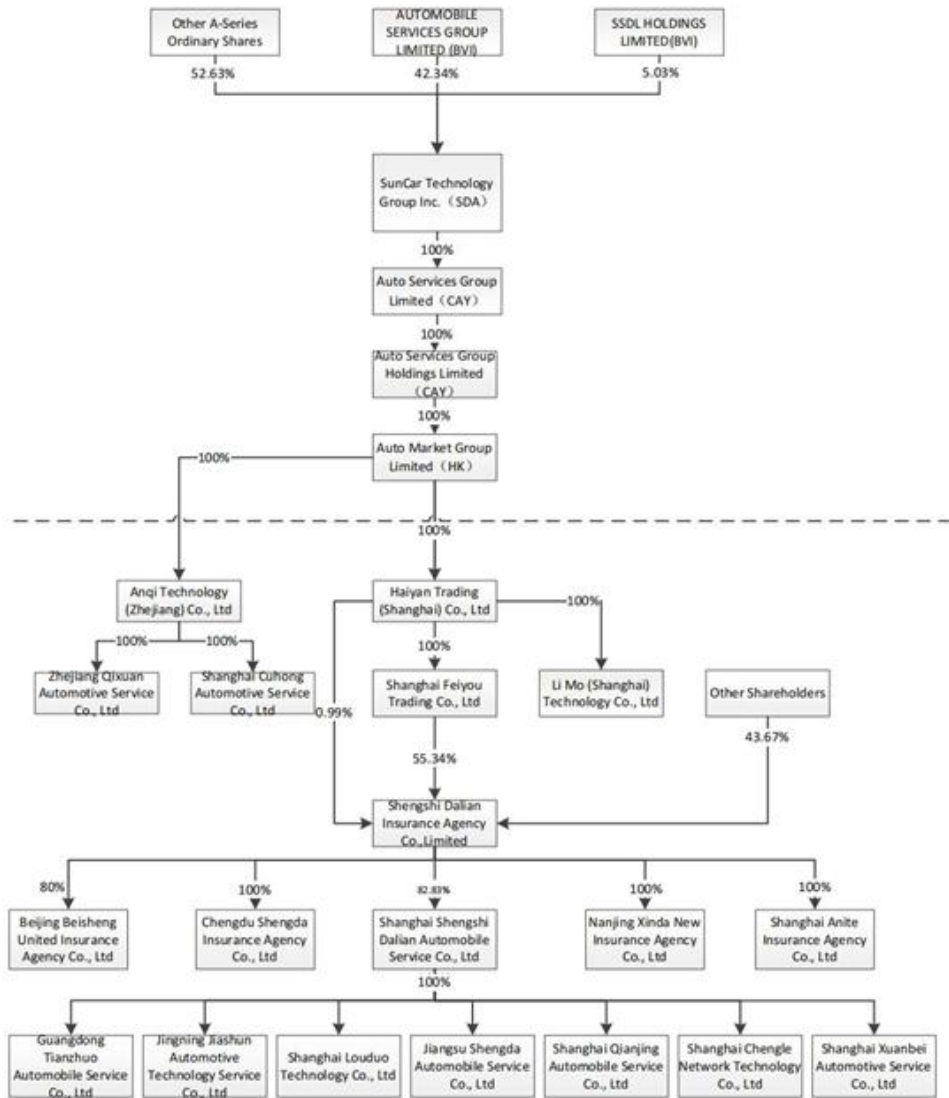 Other A-Series
Ordinary Shares
AUTOMOBILE
SERVICES GROUP
LIMITED (BVI)
SSDL HOLDINGS
LIMITED(BVI)
52.63%
42.34%
5.03%
SunCar Technology
Group Inc.（SDA）
100%
Auto Services Group
Limited（CAY）
100%
Auto Services Group
Holdings Limited
（CAY）
100%
Auto Market Group
Limited（HK）
100%
100%
Anqi Technology
(Zhejiang) Co., Ltd
Haiyan Trading
(Shanghai) Co., Ltd
100%
100%
100%
100%
Zhejiang Qixuan
Automotive Service
Co., Ltd
Shanghai Cuhong
Automotive Service
Co., Ltd
0.99%
Shanghai Feiyou
Trading Co., Ltd
Li Mo (Shanghai)
Technology Co., Ltd
Other Shareholders
55.34%
43.67%
Shengshi Dalian
Insurance Agency
Co.,Limited
80%
100%
82.83%
100%
100%
Beijing Beisheng
United Insurance
Agency Co., Ltd
Chengdu Shengda
Insurance Agency
Co., Ltd
Shanghai Shengshi
Dalian Automobile
Service Co., Ltd
Nanjing Xinda New
Insurance Agency
Co., Ltd
Shanghai Anite
Insurance Agency
Co., Ltd
100%
Guangdong
Tianzhuo
Automobile Service
Co., Ltd
Jingning Jiashun
Automotive
Technology Service
Co., Ltd
Shanghai Louduo
Technology Co., Ltd
Jiangsu Shengda
Automobile Service
Co., Ltd
Shanghai Qianjing
Automobile Service
Co., Ltd
Shanghai Chengle
Network Technology
Co., Ltd
Shanghai Xuanbei
Automotive Service
Co., Ltd